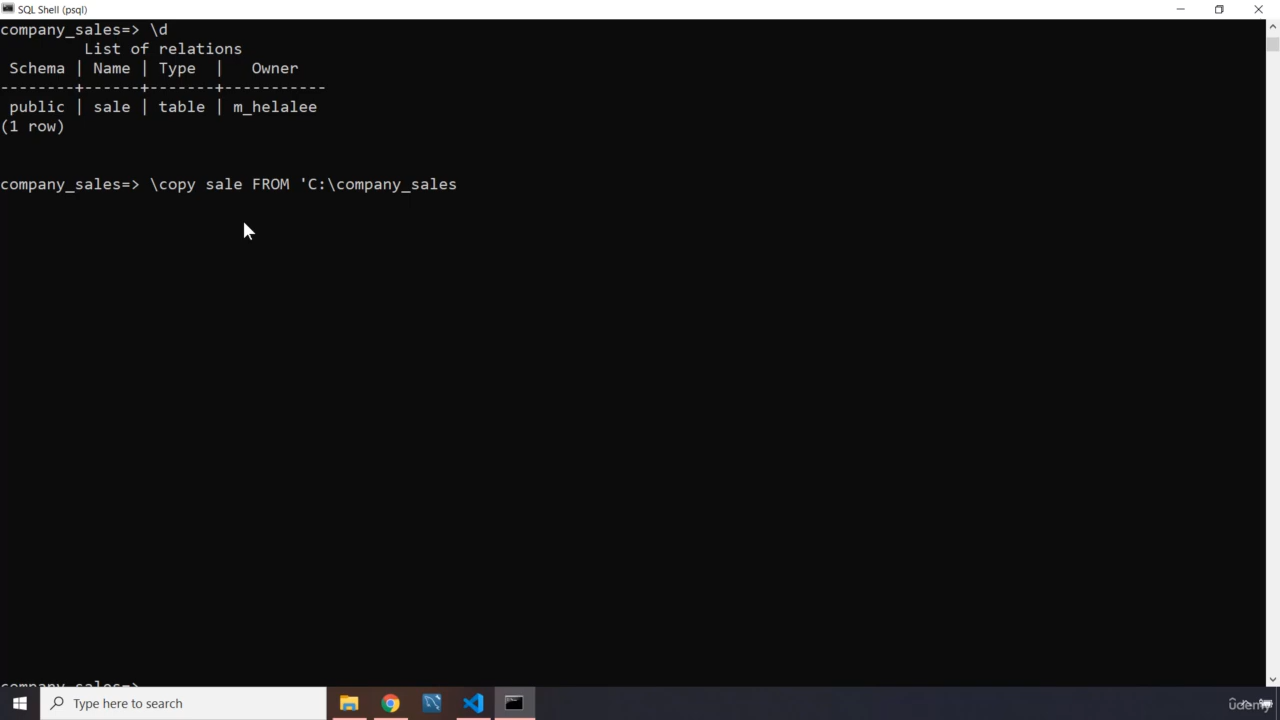 SQL Shell (psql)
company_sales=> \d
List of relations
Schema | Name | Type | Owner
--------+------+-------+-----------
public | sale | table | m_helalee
(1 row)
company_sales=> \copy sale FROM 'C:\company_sales
company_sales=>
Type here to search
udemy